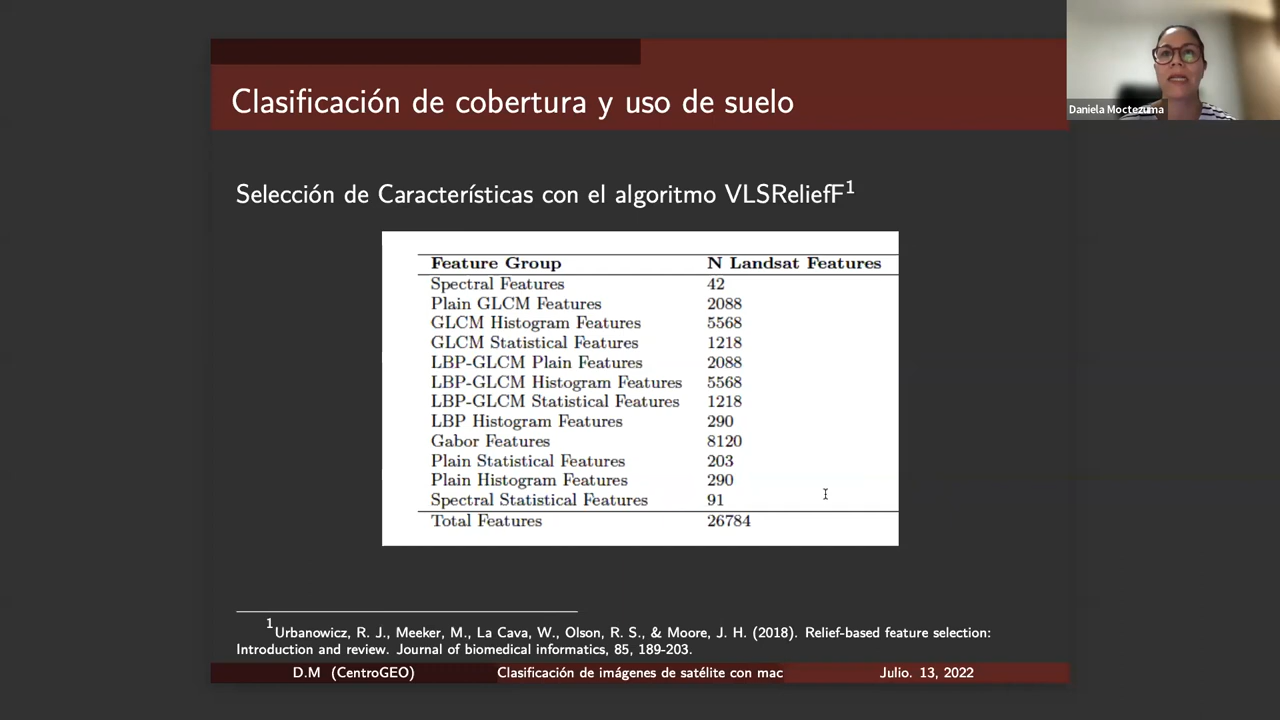 Clasificación de cobertura y uso de suelo
Daniela Moctezuma
Selección de Características con el algoritmo VLSReliefF1
Feature Group N Landsat Features
Spectral Features 42
Plain GLCM Features 2088
GLCM Histogram Features 5568
GLCM Statistical Features 1218
LBP-GLCM Plain Features 2088
LBP-GLCM Histogram Features 5568
LBP-GLCM Statistical Features 1218
LBP Histogram Features 290
Gabor Features 8120
Plain Statistical Features 203
Plain Histogram Features 290
Spectral Statistical Features 91
Total Features 26784
1Urbanowicz, R. J., Meeker, M., La Cava, W., Olson, R. S., & Moore, J. H. (2018). Relief-based feature selection:
Introduction and review. Journal of biomedical informatics, 85, 189-203.
D.M (CentroGEO) Clasificación de imágenes de satélite con mac Julio. 13, 2022